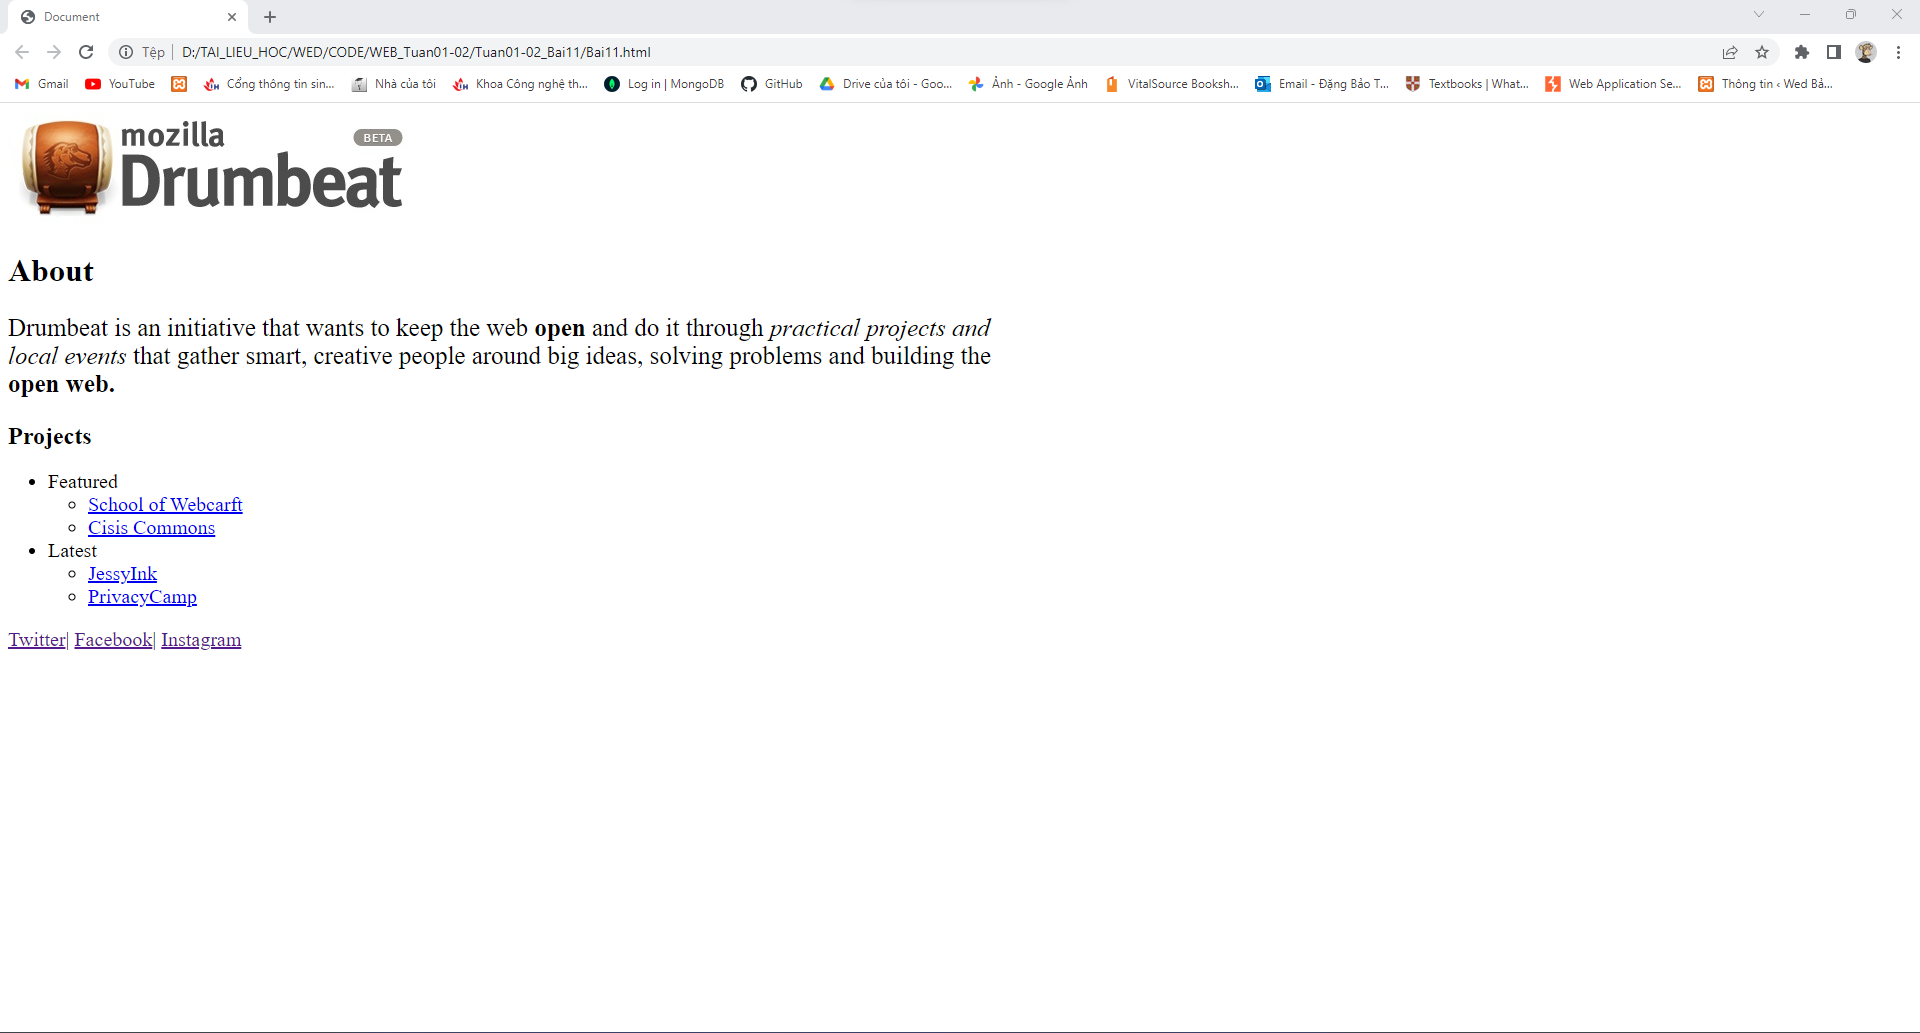 Document
Tệp | D:/TAI_LIEU_HOC/WED/CODE/WEB_Tuan01-02/Tuan01-02_Bai11/Bai11.html
Gmail YouTube Cổng thông tin sin... Nhà của tôi Khoa Công nghệ th... Log in | MongoDB GitHub Drive của tôi - Goo... Ảnh - Google Ảnh VitalSource Booksh... Email - Đặng Bảo T... Textbooks | What... Web Application Se... Thông tin ‹ Wed Bả...
mozilla BETA
Drumbeat
About
Drumbeat is an initiative that wants to keep the web open and do it through practical projects and
local events that gather smart, creative people around big ideas, solving problems and building the
open web.
Projects
Featured
School of Webcarft
Cisis Commons
Latest
JessyInk
PrivacyCamp
Twitter| Facebook| Instagram